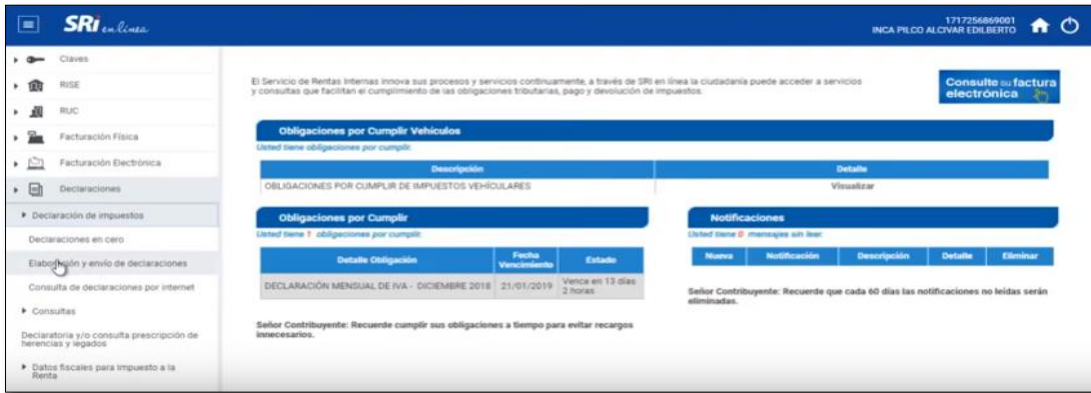 SRi en línea
1717256869001
INCA PILCO ALCIVAR EDILBERTO
Claves
RISE
RUC
Facturación Física
Facturación Electrónica
Declaraciones
Declaración de impuestos
Declaraciones en cero
Elaboración y envío de declaraciones
Consulta de declaraciones por internet
Consultas
Declaratoria y/o consulta prescripción de
herencias y legados
Datos fiscales para Impuesto a la
Renta
El Servicio de Rentas Internas innova sus procesos y servicios continuamente, a través de SRI en línea la ciudadanía puede acceder a servicios
y consultas que facilitan el cumplimiento de las obligaciones tributarias, pago y devolución de impuestos.
Consulte su factura
electrónica
Obligaciones por Cumplir Vehículos
Usted tiene obligaciones por cumplir.
Descripción Detalle
OBLIGACIONES POR CUMPLIR DE IMPUESTOS VEHÍCULARES Visualizar
Obligaciones por Cumplir
Usted tiene 1 obligaciones por cumplir.
Detalle Obligación Fecha Vencimiento Estado
DECLARACIÓN MENSUAL DE IVA - DICIEMBRE 2018 21/01/2019 Vence en 13 días
2 horas
Señor Contribuyente: Recuerde cumplir sus obligaciones a tiempo para evitar recargos
innecesarios.
Notificaciones
Usted tiene 0 mensajes sin leer.
Nueva Notificación Descripción Detalle Eliminar
Señor Contribuyente: Recuerde que cada 60 días las notificaciones no leídas serán
eliminadas.